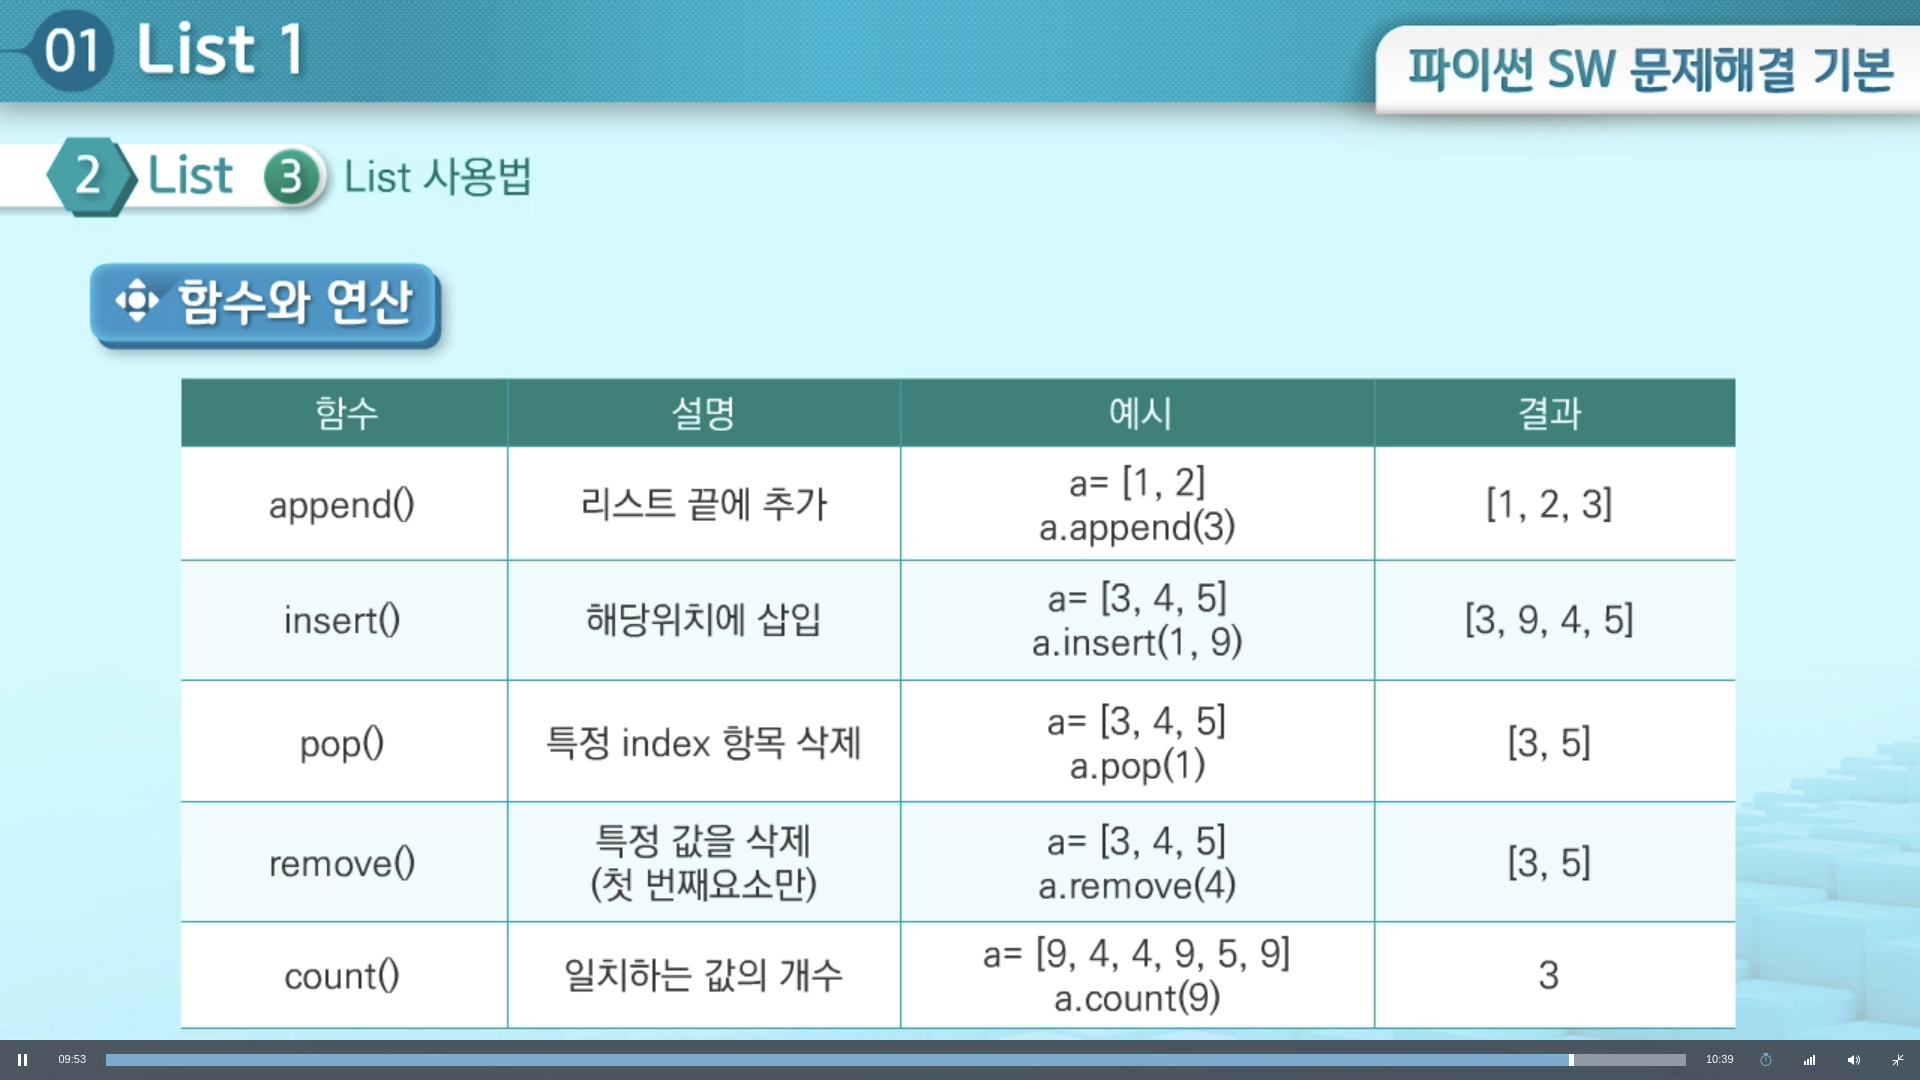 01 List 1
파이썬 SW 문제해결 기본
2 List 3 List 사용법
함수와 연산
함수 설명 예시 결과
append() 리스트 끝에 추가 a= [1, 2] [1, 2, 3]
a.append(3)
insert() 해당위치에 삽입 a= [3, 4, 5] [3, 9, 4, 5]
a.insert(1, 9)
pop() 특정 index 항목 삭제 a= [3, 4, 5] [3, 5]
a.pop(1)
remove() 특정 값을 삭제 a= [3, 4, 5] [3, 5]
(첫 번째요소만) a.remove(4)
count() 일치하는 값의 개수 a= [9, 4, 4, 9, 5, 9] 3
a.count(9)
09:53 10:39